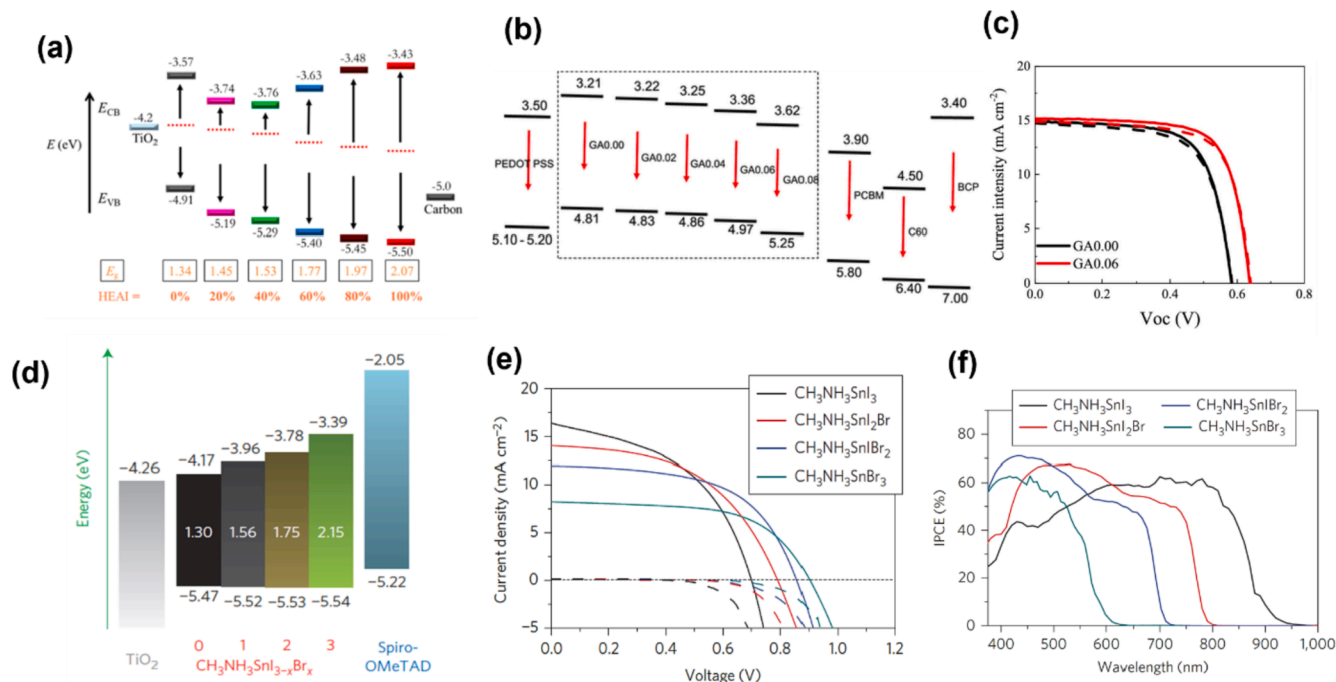 (a)
-3.57
-3.74
-3.76
-3.63
-3.48
-3.43
E (eV)
E_CB
E_VB
-4.2
TiO2
-4.91
-5.19
-5.29
-5.40
-5.45
-5.50
-5.0
Carbon
Eg 1.34 1.45 1.53 1.77 1.97 2.07
HEAI = 0% 20% 40% 60% 80% 100%
(b)
3.50
3.21
3.22
3.25
3.36
3.62
3.90
4.50
3.40
PEDOT PSS
GA0.00
GA0.02
GA0.04
GA0.06
GA0.08
PCBM
C60
BCP
5.10 - 5.20
4.81
4.83
4.86
4.97
5.25
5.80
6.40
7.00
(c)
Current intensity (mA cm-2)
20
15
10
5
0
GA0.00
GA0.06
0.0 0.2 0.4 0.6 0.8
Voc (V)
(d)
Energy (eV)
−2.05
−4.26
−4.17
−3.96
−3.78
−3.39
1.30
1.56
1.75
2.15
−5.47
−5.52
−5.53
−5.54
−5.22
0 1 2 3
TiO2
CH3NH3SnI3−xBrx
Spiro-
OMeTAD
(e)
Current density (mA cm−2)
20
15
10
5
0
−5
CH3NH3SnI3
CH3NH3SnI2Br
CH3NH3SnIBr2
CH3NH3SnBr3
0.0 0.2 0.4 0.6 0.8 1.0 1.2
Voltage (V)
(f)
IPCE (%)
80
60
40
20
0
CH3NH3SnI3
CH3NH3SnIBr2
CH3NH3SnI2Br
CH3NH3SnBr3
400 500 600 700 800 900 1,000
Wavelength (nm)